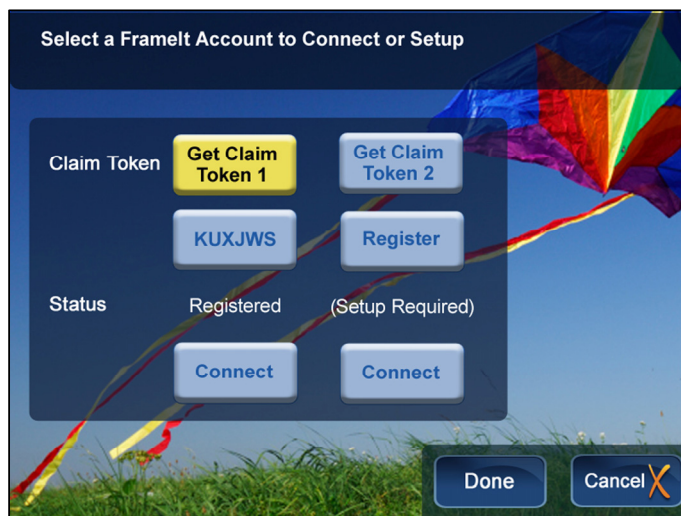 Select a FrameIt Account to Connect or Setup
Claim Token
Get Claim
Token 1
Get Claim
Token 2
KUXJWS
Register
Status
Registered
(Setup Required)
Connect
Connect
Done
Cancel